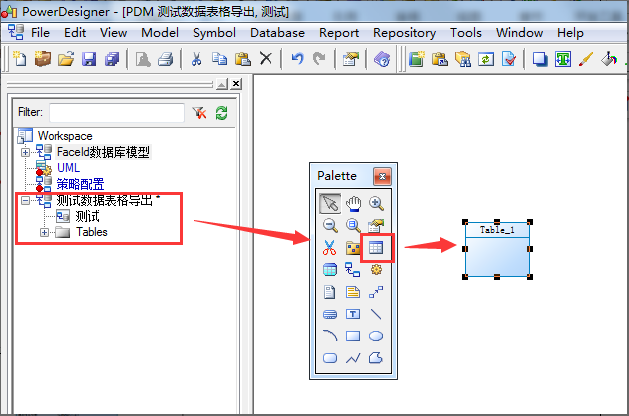 PowerDesigner - [PDM 测试数据表格导出, 测试]
File Edit View Model Symbol Database Report Repository Tools Window Help
Filter:
Workspace
FaceId数据库模型
UML
策略配置
测试数据表格导出 *
测试
Tables
Palette
Table_1